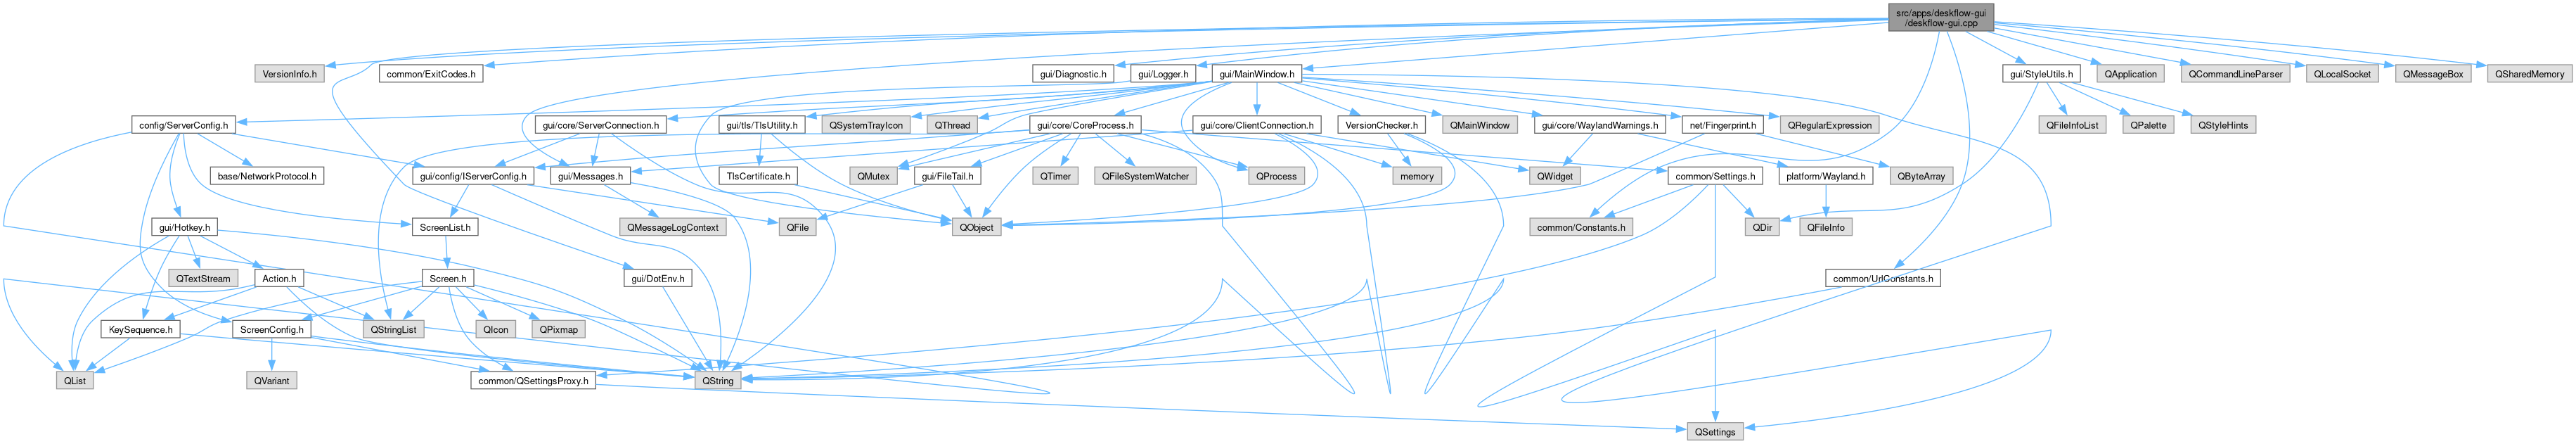 src/apps/deskflow-gui
/deskflow-gui.cpp
VersionInfo.h
common/ExitCodes.h
gui/Diagnostic.h
gui/Logger.h
gui/MainWindow.h
gui/StyleUtils.h
QApplication
QCommandLineParser
QLocalSocket
QMessageBox
QSharedMemory
config/ServerConfig.h
gui/core/ServerConnection.h
gui/tls/TlsUtility.h
QSystemTrayIcon
QThread
gui/core/CoreProcess.h
gui/core/ClientConnection.h
VersionChecker.h
QMainWindow
gui/core/WaylandWarnings.h
net/Fingerprint.h
QRegularExpression
QFileInfoList
QPalette
QStyleHints
base/NetworkProtocol.h
gui/config/IServerConfig.h
gui/Messages.h
TlsCertificate.h
QMutex
gui/FileTail.h
QTimer
QFileSystemWatcher
QProcess
memory
QWidget
common/Settings.h
platform/Wayland.h
QByteArray
gui/Hotkey.h
ScreenList.h
QMessageLogContext
QFile
QObject
common/Constants.h
QDir
QFileInfo
QTextStream
Action.h
Screen.h
gui/DotEnv.h
common/UrlConstants.h
KeySequence.h
ScreenConfig.h
QStringList
QIcon
QPixmap
QList
QVariant
common/QSettingsProxy.h
QString
QSettings